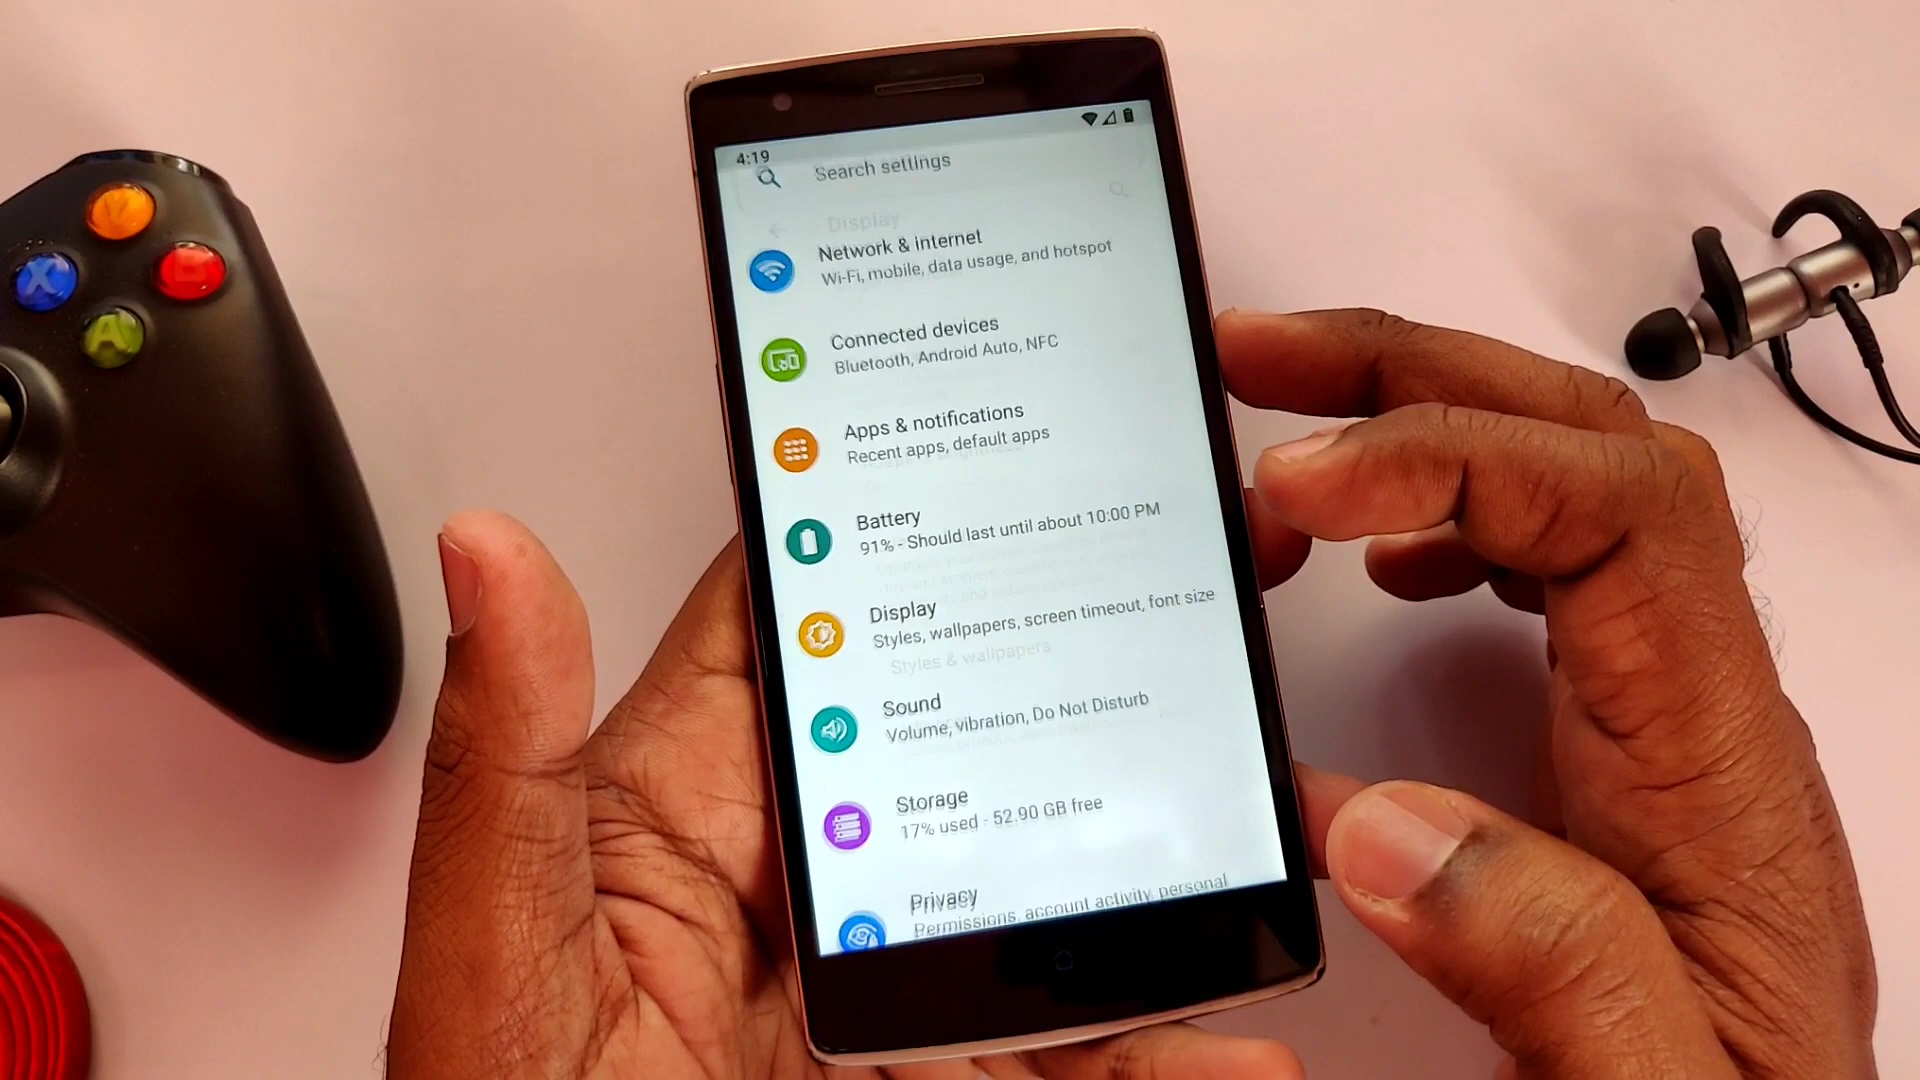 4:19
Search settings
Display
Network & internet
Wi-Fi, mobile, data usage, and hotspot
Connected devices
Bluetooth, Android Auto, NFC
Apps & notifications
Recent apps, default apps
Battery
91% - Should last until about 10:00 PM
Display
Styles, wallpapers, screen timeout, font size
Styles & wallpapers
Sound
Volume, vibration, Do Not Disturb
Storage
17% used - 52.90 GB free
Privacy
Permissions, account activity, personal
Y
X
B
A